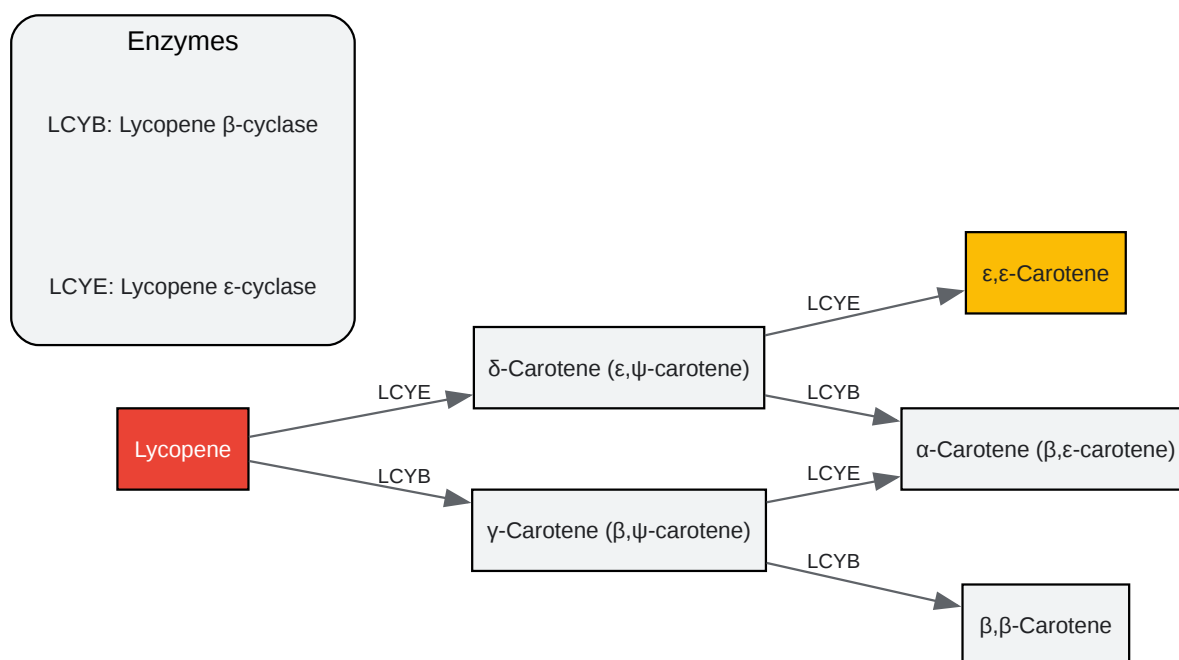 Enzymes
LCYB: Lycopene β-cyclase
LCYE: Lycopene ε-cyclase
ε,ε-Carotene
LCYE
δ-Carotene (ε,ψ-carotene)
LCYE
LCYB
Lycopene
α-Carotene (β,ε-carotene)
LCYB
LCYE
γ-Carotene (β,ψ-carotene)
LCYB
β,β-Carotene